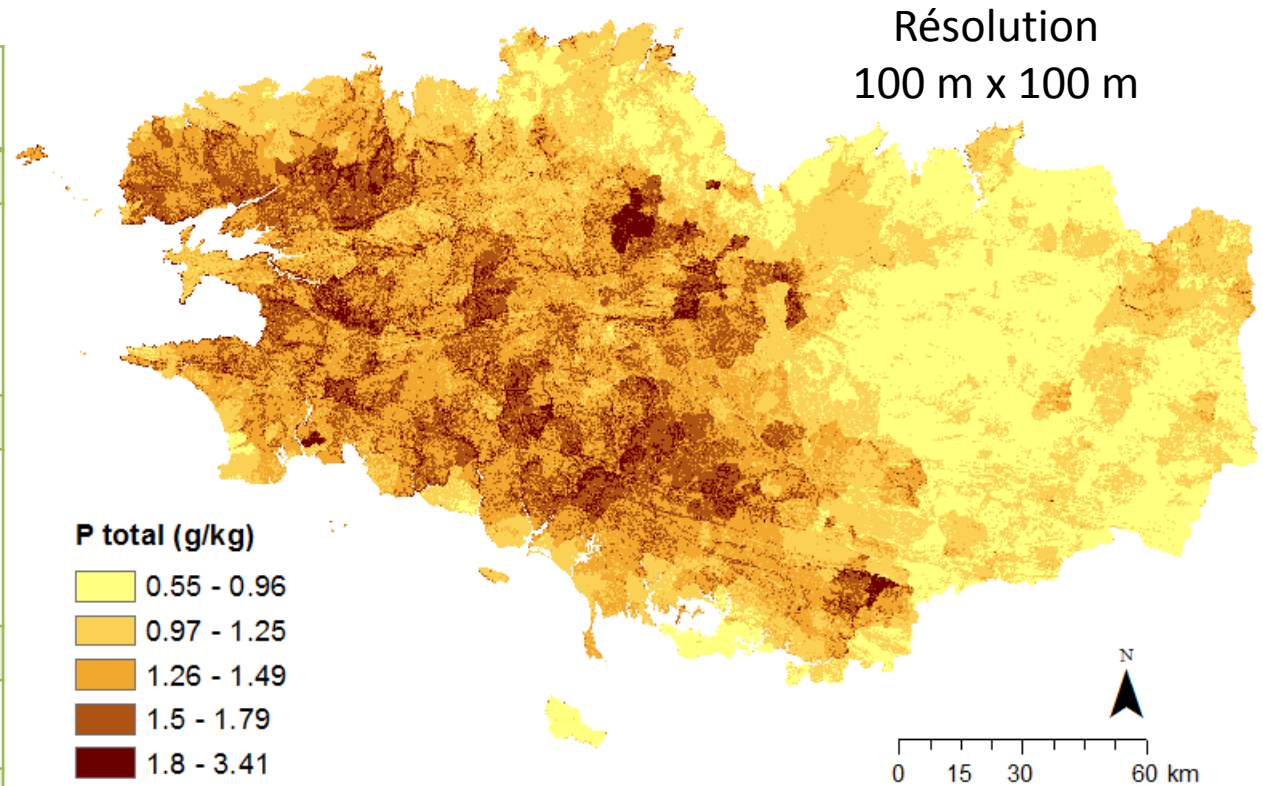 Résolution
100 m x 100 m
P total (g/kg)
0.55 - 0.96
0.97 - 1.25
1.26 - 1.49
1.5 - 1.79
1.8 - 3.41
N
0 15 30 60 km